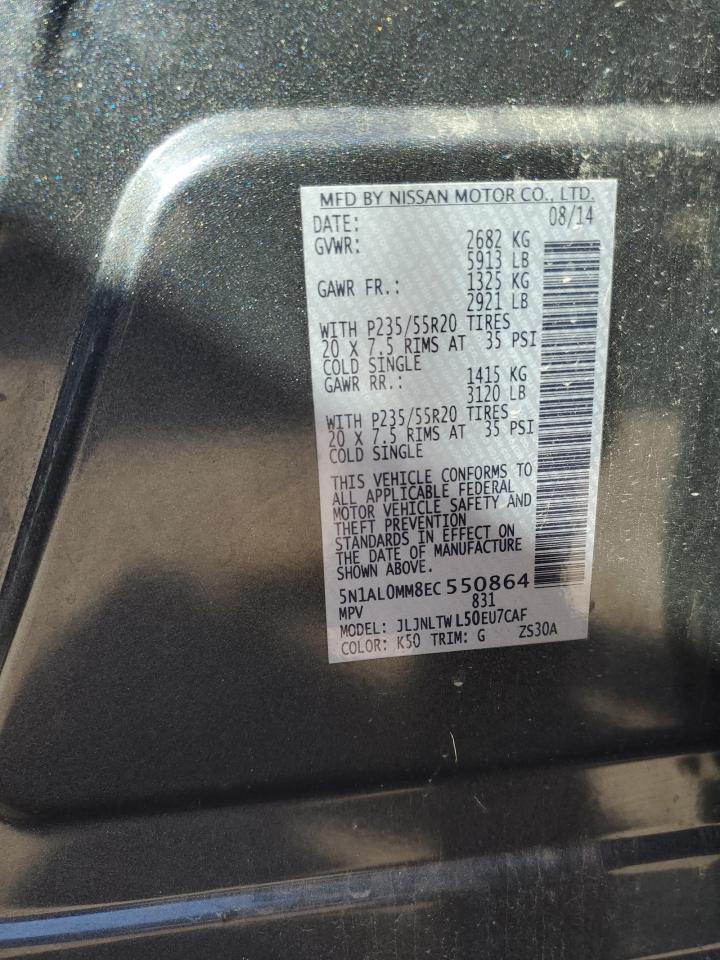 MFD BY NISSAN MOTOR CO., LTD.
DATE: 08/14
GVWR: 2682 KG
5913 LB
GAWR FR.: 1325 KG
2921 LB
WITH P235/55R20 TIRES
20 X 7.5 RIMS AT 35 PSI
COLD SINGLE
GAWR RR.: 1415 KG
3120 LB
WITH P235/55R20 TIRES
20 X 7.5 RIMS AT 35 PSI
COLD SINGLE
THIS VEHICLE CONFORMS TO
ALL APPLICABLE FEDERAL
MOTOR VEHICLE SAFETY AND
THEFT PREVENTION
STANDARDS IN EFFECT ON
THE DATE OF MANUFACTURE
SHOWN ABOVE.
5N1AL0MM8EC 550864
MPV 831
MODEL: JLJNLTW L50EU7CAF
COLOR: K50 TRIM: G ZS30A